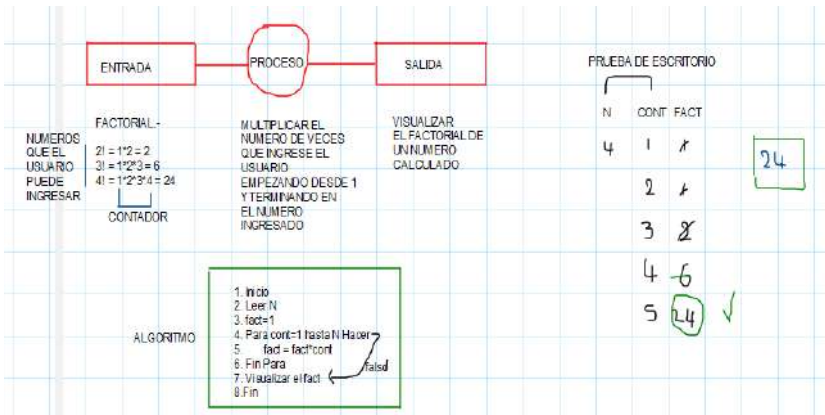 ENTRADA
PROCESO
SALIDA
PRUEBA DE ESCRITORIO
NUMEROS
QUE EL
USUARIO
PUEDE
INGRESAR
FACTORIAL.-
2! = 1*2 = 2
3! = 1*2*3 = 6
4! = 1*2*3*4 = 24
CONTADOR
MULTIPLICAR EL
NUMERO DE VECES
QUE INGRESE EL
USUARIO
EMPEZANDO DESDE 1
Y TERMINANDO EN
EL NUMERO
INGRESADO
VISUALIZAR
EL FACTORIAL DE
UN NUMERO
CALCULADO
N CONT FACT
4 1 1
2 1
3 2
4 6
5 24
24
ALGORITMO
1. Inicio
2. Leer N
3. fact=1
4. Para cont=1 hasta N Hacer
5. fact = fact*cont
6. Fin Para
7. Visualizar el fact
8.Fin
falsd